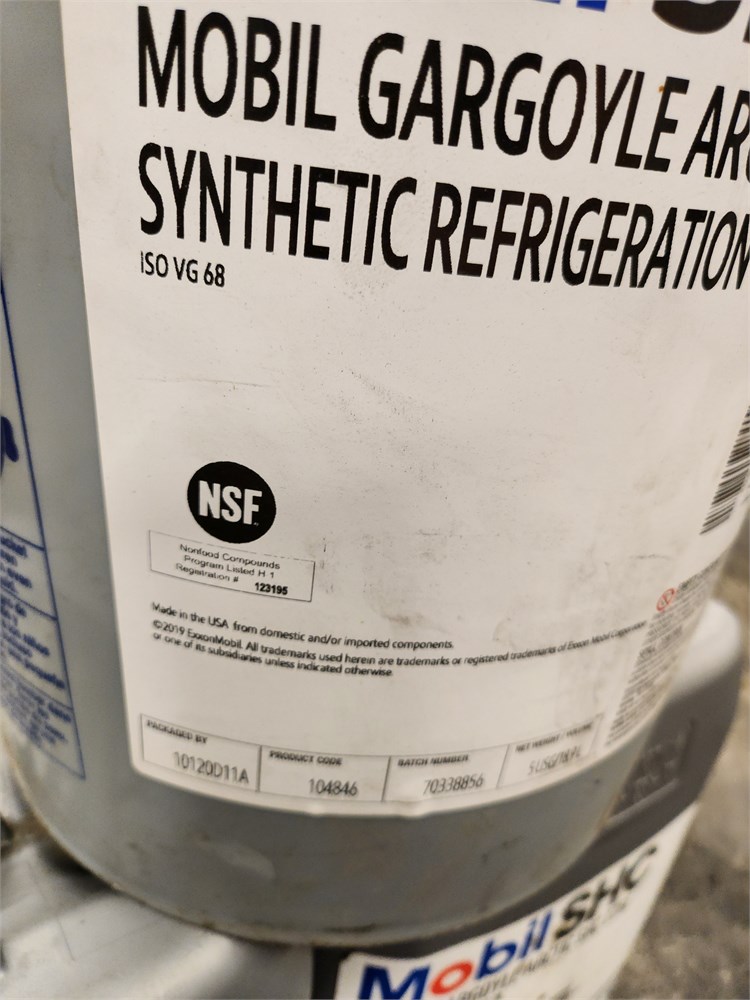 MOBIL GARGOYLE AR
SYNTHETIC REFRIGERATION
ISO VG 68
NSF
Nonfood Compounds
Program Listed H 1
Registration # 123195
Made in the USA from domestic and/or imported components.
©2019 ExxonMobil. All trademarks used herein are trademarks or registered trademarks of Exxon Mobil Corporation
or one of its subsidiaries unless indicated otherwise.
PACKAGED BY
10120D11A
PRODUCT CODE
104846
BATCH NUMBER
70338856
NET WEIGHT / VOLUME
Mobil SHC